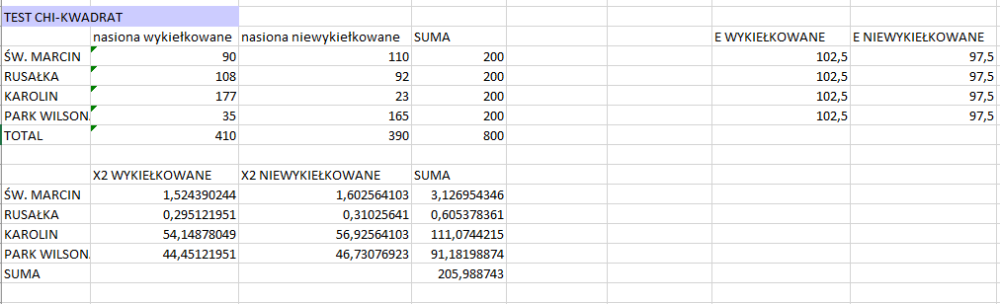 TEST CHI-KWADRAT
nasiona wykiełkowane nasiona niewykiełkowane SUMA E WYKIEŁKOWANE E NIEWYKIEŁKOWANE
ŚW. MARCIN 90 110 200 102,5 97,5
RUSAŁKA 108 92 200 102,5 97,5
KAROLIN 177 23 200 102,5 97,5
PARK WILSON. 35 165 200 102,5 97,5
TOTAL 410 390 800
X2 WYKIEŁKOWANE X2 NIEWYKIEŁKOWANE SUMA
ŚW. MARCIN 1,524390244 1,602564103 3,126954346
RUSAŁKA 0,295121951 0,31025641 0,605378361
KAROLIN 54,14878049 56,92564103 111,0744215
PARK WILSON. 44,45121951 46,73076923 91,18198874
SUMA 205,988743